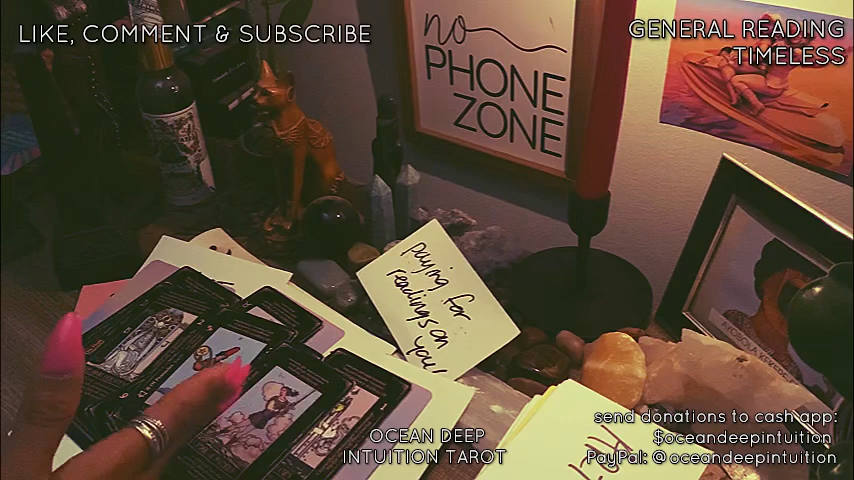 LIKE, COMMENT & SUBSCRIBE
GENERAL READING
TIMELESS
no
PHONE
ZONE
paying for
readings on
your
OCEAN DEEP
INTUITION TAROT
send donations to cash app:
$oceandeepintuition
PayPal: @oceandeepintuition